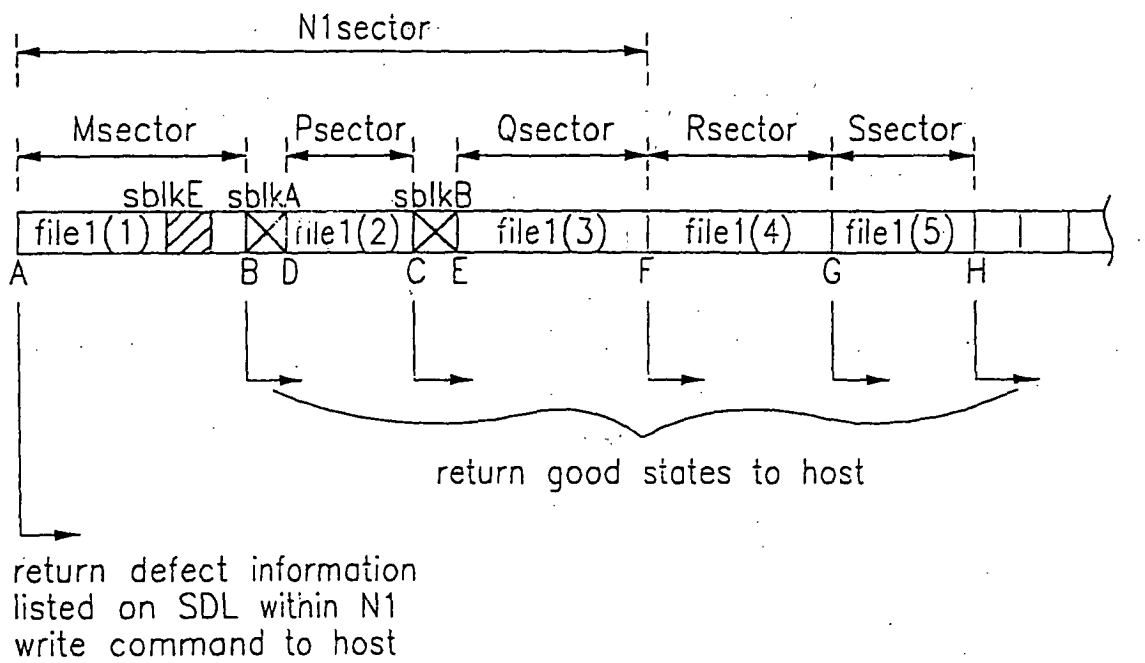 N1sector
Msector Psector Qsector Rsector Ssector
sblkE sblkA sblkB
file1(1) file1(2) file1(3) file1(4) file1(5)
A B D C E F G H
return good states to host
return defect information
listed on SDL within N1
write command to host